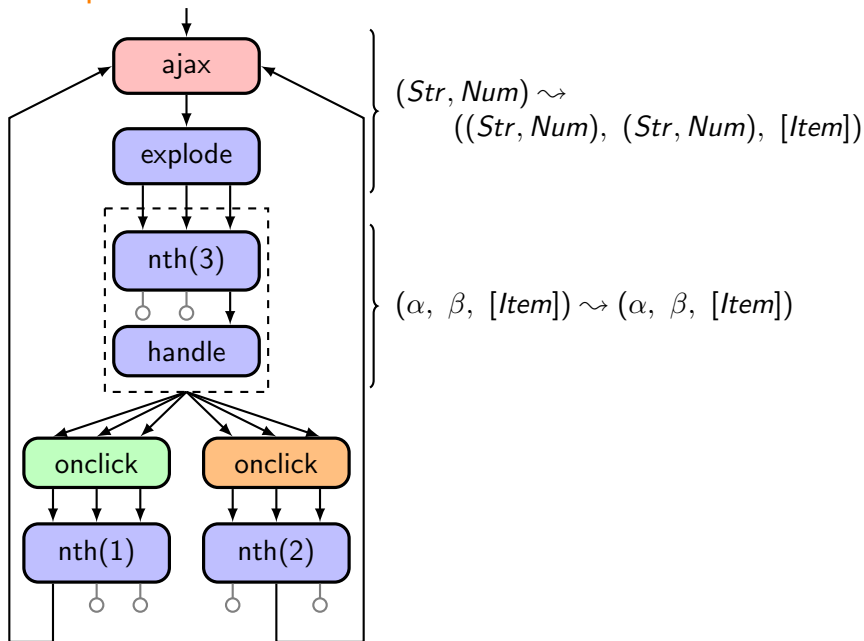 ajax
(Str, Num) ⇝
((Str, Num), (Str, Num), [Item])
explode
nth(3)
(α, β, [Item]) ⇝ (α, β, [Item])
handle
onclick onclick
nth(1) nth(2)